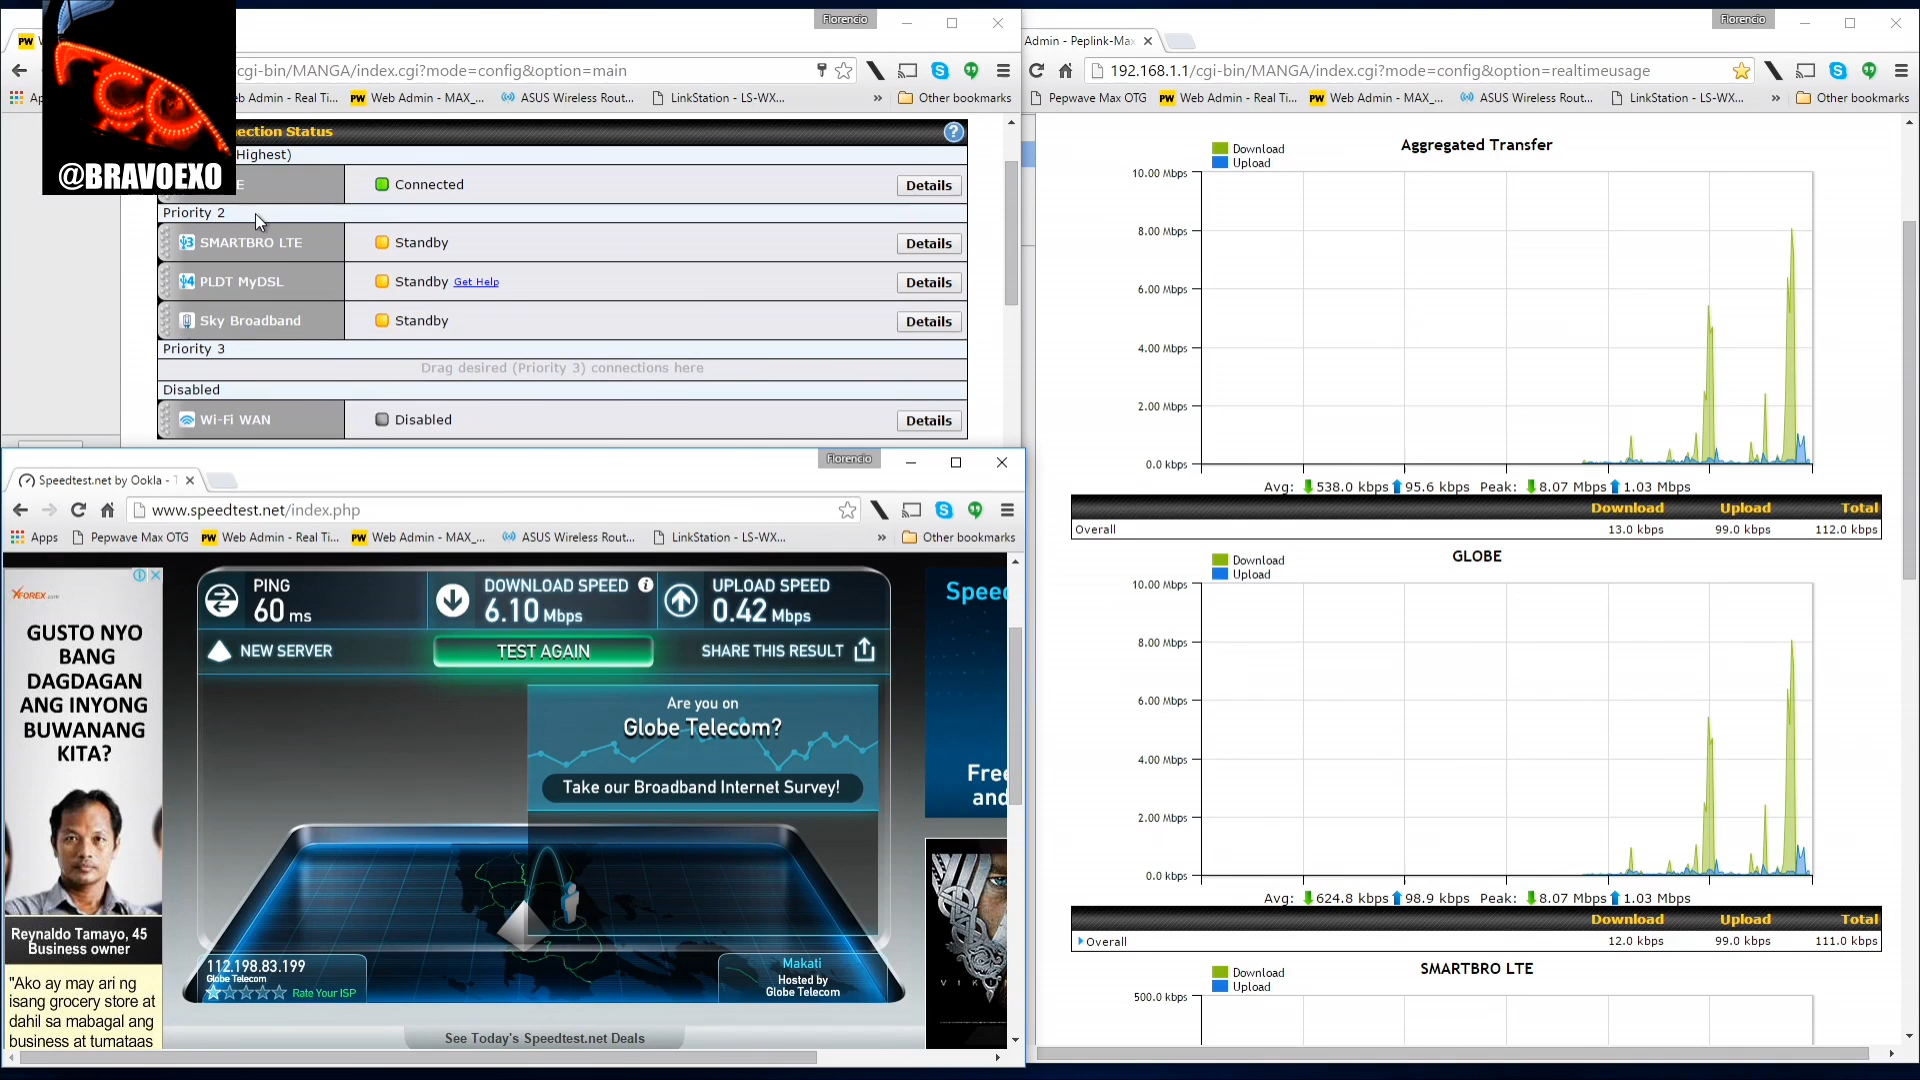 Florencio
PW
cgi-bin/MANGA/index.cgi?mode=config&option=main
eb Admin - Real Ti...
PW Web Admin - MAX_...
ASUS Wireless Rout...
LinkStation - LS-WX...
»
Other bookmarks
@BRAVOEXO
ection Status
Highest)
E
Connected
Details
Priority 2
SMARTBRO LTE
Standby
Details
PLDT MyDSL
Standby Get Help
Details
Sky Broadband
Standby
Details
Priority 3
Drag desired (Priority 3) connections here
Disabled
Wi-Fi WAN
Disabled
Details
Florencio
Speedtest.net by Ookla - T
www.speedtest.net/index.php
Apps
Pepwave Max OTG
PW Web Admin - Real Ti...
PW Web Admin - MAX_...
ASUS Wireless Rout...
LinkStation - LS-WX...
»
Other bookmarks
XFOREX.com
GUSTO NYO
BANG
DAGDAGAN
ANG INYONG
BUWANANG
KITA?
Reynaldo Tamayo, 45
Business owner
"Ako ay may ari ng
isang grocery store at
dahil sa mabagal ang
business at tumataas
PING
60 ms
DOWNLOAD SPEED
6.10 Mbps
UPLOAD SPEED
0.42 Mbps
NEW SERVER
TEST AGAIN
SHARE THIS RESULT
Are you on
Globe Telecom?
Take our Broadband Internet Survey!
112.198.83.199
Globe Telecom
Rate Your ISP
Makati
Hosted by
Globe Telecom
See Today's Speedtest.net Deals
Speed
Free
and
VIKI
Florencio
Admin - Peplink-Max
192.168.1.1/cgi-bin/MANGA/index.cgi?mode=config&option=realtimeusage
Pepwave Max OTG
PW Web Admin - Real Ti...
PW Web Admin - MAX_...
ASUS Wireless Rout...
LinkStation - LS-WX...
»
Other bookmarks
Aggregated Transfer
Download
Upload
10.00 Mbps
8.00 Mbps
6.00 Mbps
4.00 Mbps
2.00 Mbps
0.0 kbps
Avg: 538.0 kbps 95.6 kbps Peak: 8.07 Mbps 1.03 Mbps
Download Upload Total
Overall 13.0 kbps 99.0 kbps 112.0 kbps
GLOBE
Download
Upload
10.00 Mbps
8.00 Mbps
6.00 Mbps
4.00 Mbps
2.00 Mbps
0.0 kbps
Avg: 624.8 kbps 98.9 kbps Peak: 8.07 Mbps 1.03 Mbps
Download Upload Total
Overall 12.0 kbps 99.0 kbps 111.0 kbps
SMARTBRO LTE
Download
Upload
500.0 kbps